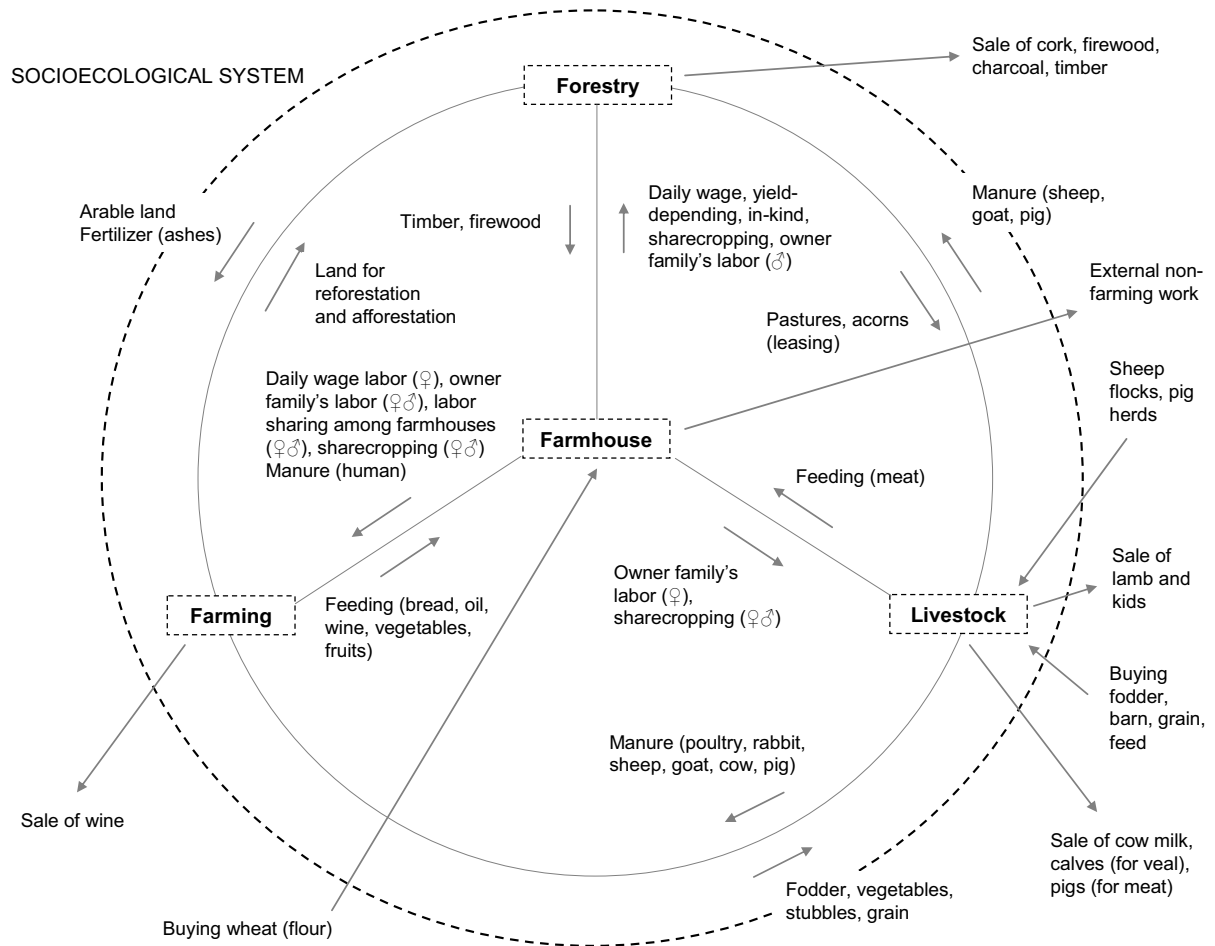 Sale of cork, firewood,
charcoal, timber
SOCIOECOLOGICAL SYSTEM
Forestry
Arable land
Fertilizer (ashes)
Timber, firewood
Daily wage, yield-
depending, in-kind,
sharecropping, owner
family's labor (♂)
Manure (sheep,
goat, pig)
Land for
reforestation
and afforestation
External non-
farming work
Pastures, acorns
(leasing)
Daily wage labor (♀), owner
family's labor (♀♂), labor
sharing among farmhouses
(♀♂), sharecropping (♀♂)
Manure (human)
Farmhouse
Sheep
flocks, pig
herds
Feeding (meat)
Owner family's
labor (♀),
sharecropping (♀♂)
Sale of
lamb and
kids
Farming
Feeding (bread, oil,
wine, vegetables,
fruits)
Livestock
Buying
fodder,
barn, grain,
feed
Manure (poultry, rabbit,
sheep, goat, cow, pig)
Sale of wine
Sale of cow milk,
calves (for veal),
pigs (for meat)
Fodder, vegetables,
stubbles, grain
Buying wheat (flour)